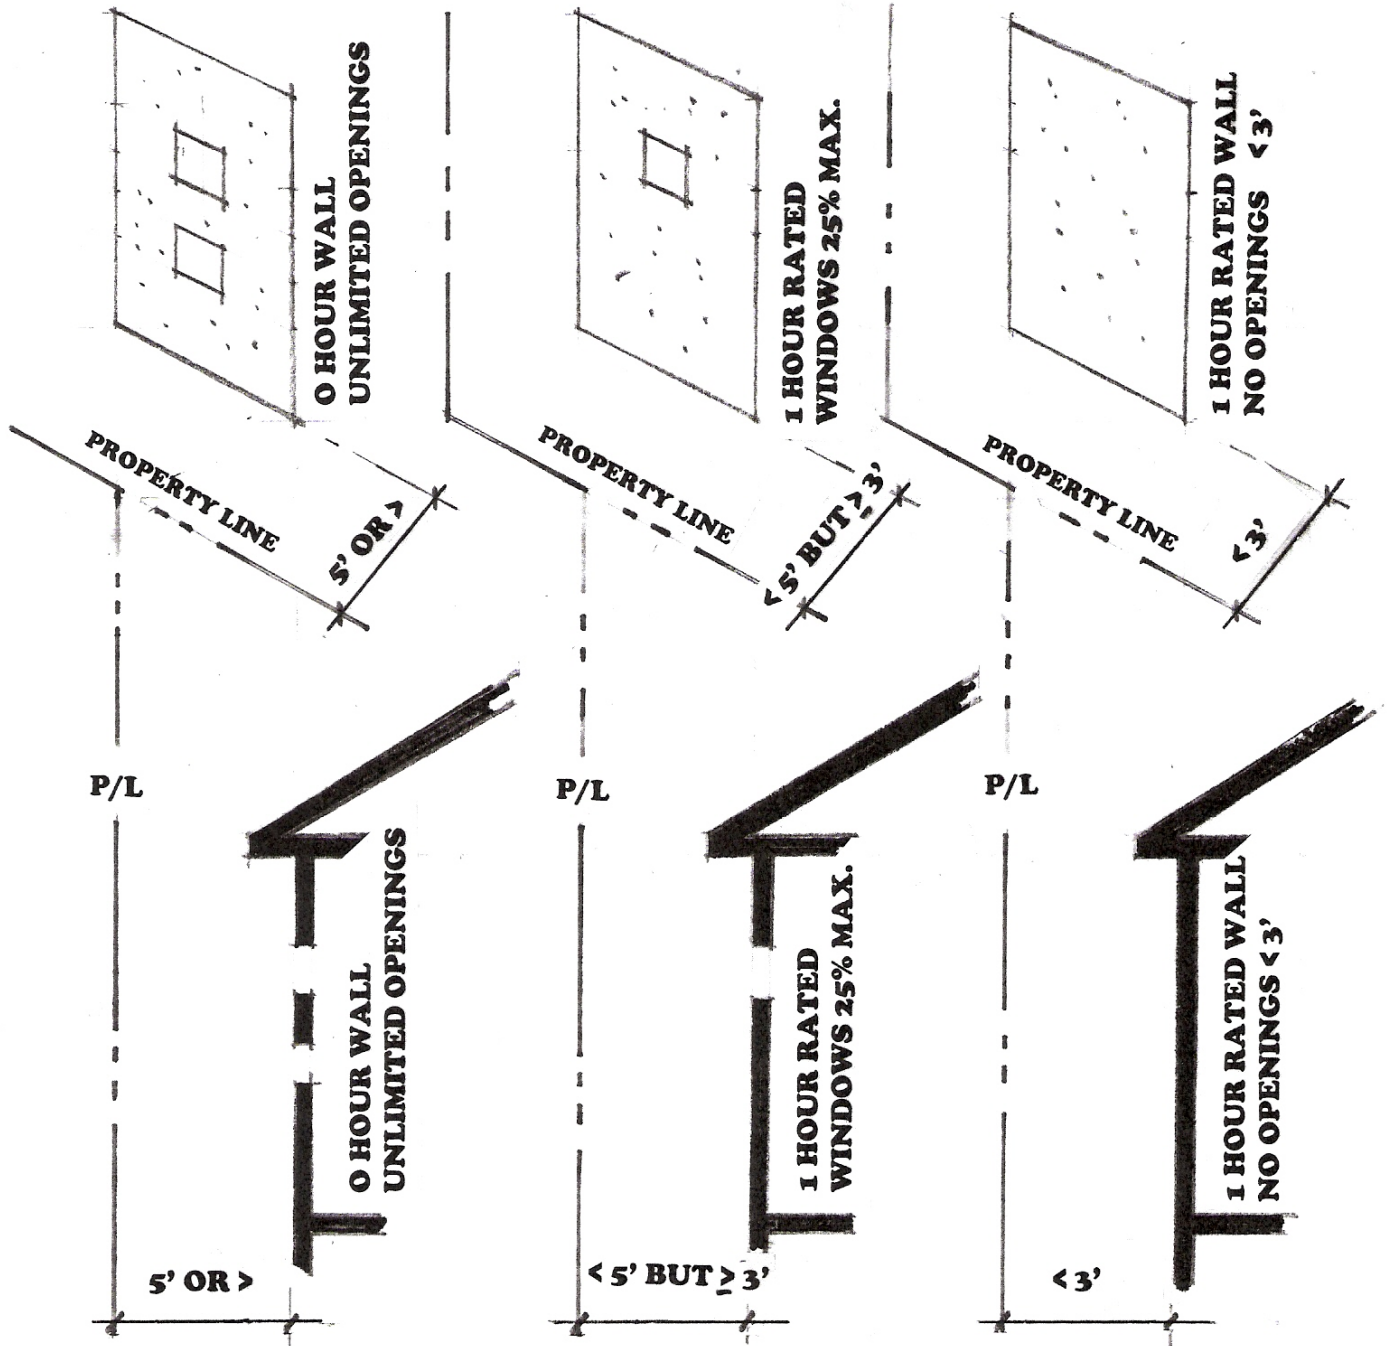 0 HOUR WALL
UNLIMITED OPENINGS
1 HOUR RATED
WINDOWS 25% MAX.
1 HOUR RATED WALL
NO OPENINGS <3'
PROPERTY LINE
5' OR >
PROPERTY LINE
< 5' BUT ≥ 3'
PROPERTY LINE
< 3'
P/L
P/L
P/L
0 HOUR WALL
UNLIMITED OPENINGS
1 HOUR RATED
WINDOWS 25% MAX.
1 HOUR RATED WALL
NO OPENINGS < 3'
5' OR >
< 5' BUT ≥ 3'
< 3'